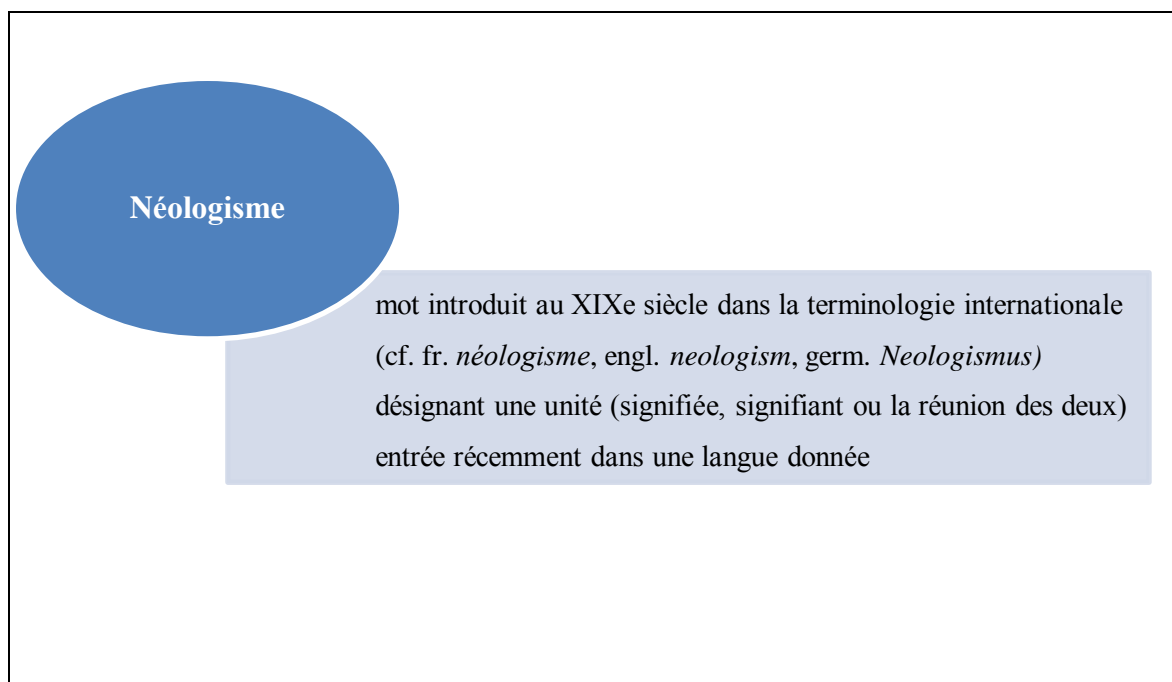 Néologisme
mot introduit au XIXe siècle dans la terminologie internationale
(cf. fr. néologisme, engl. neologism, germ. Neologismus)
désignant une unité (signifiée, signifiant ou la réunion des deux)
entrée récemment dans une langue donnée